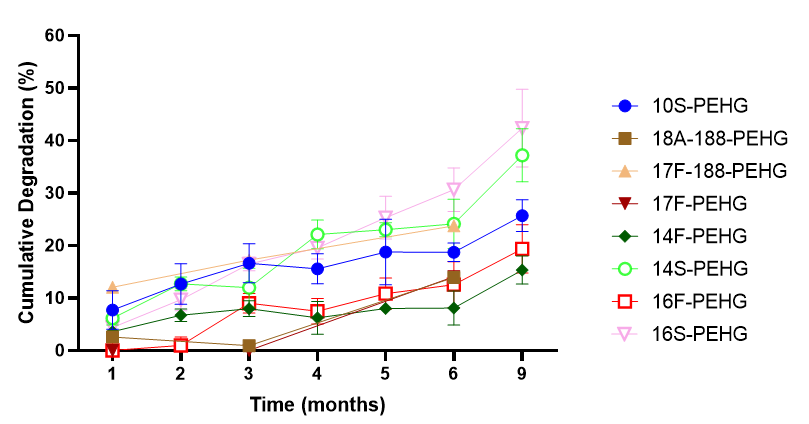 Cumulative Degradation (%)
60
50
40
30
20
10
0
1 2 3 4 5 6 9
Time (months)
10S-PEHG
18A-188-PEHG
17F-188-PEHG
17F-PEHG
14F-PEHG
14S-PEHG
16F-PEHG
16S-PEHG